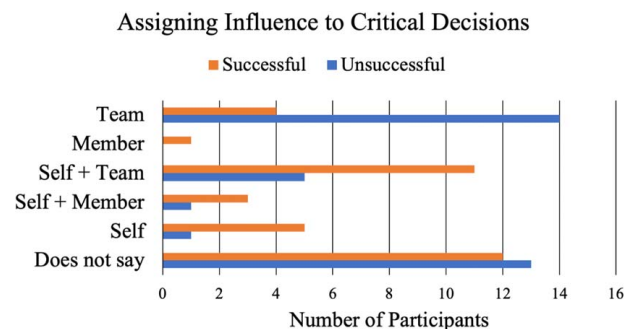 Assigning Influence to Critical Decisions
Successful Unsuccessful
Team
Member
Self + Team
Self + Member
Self
Does not say
0 2 4 6 8 10 12 14 16
Number of Participants